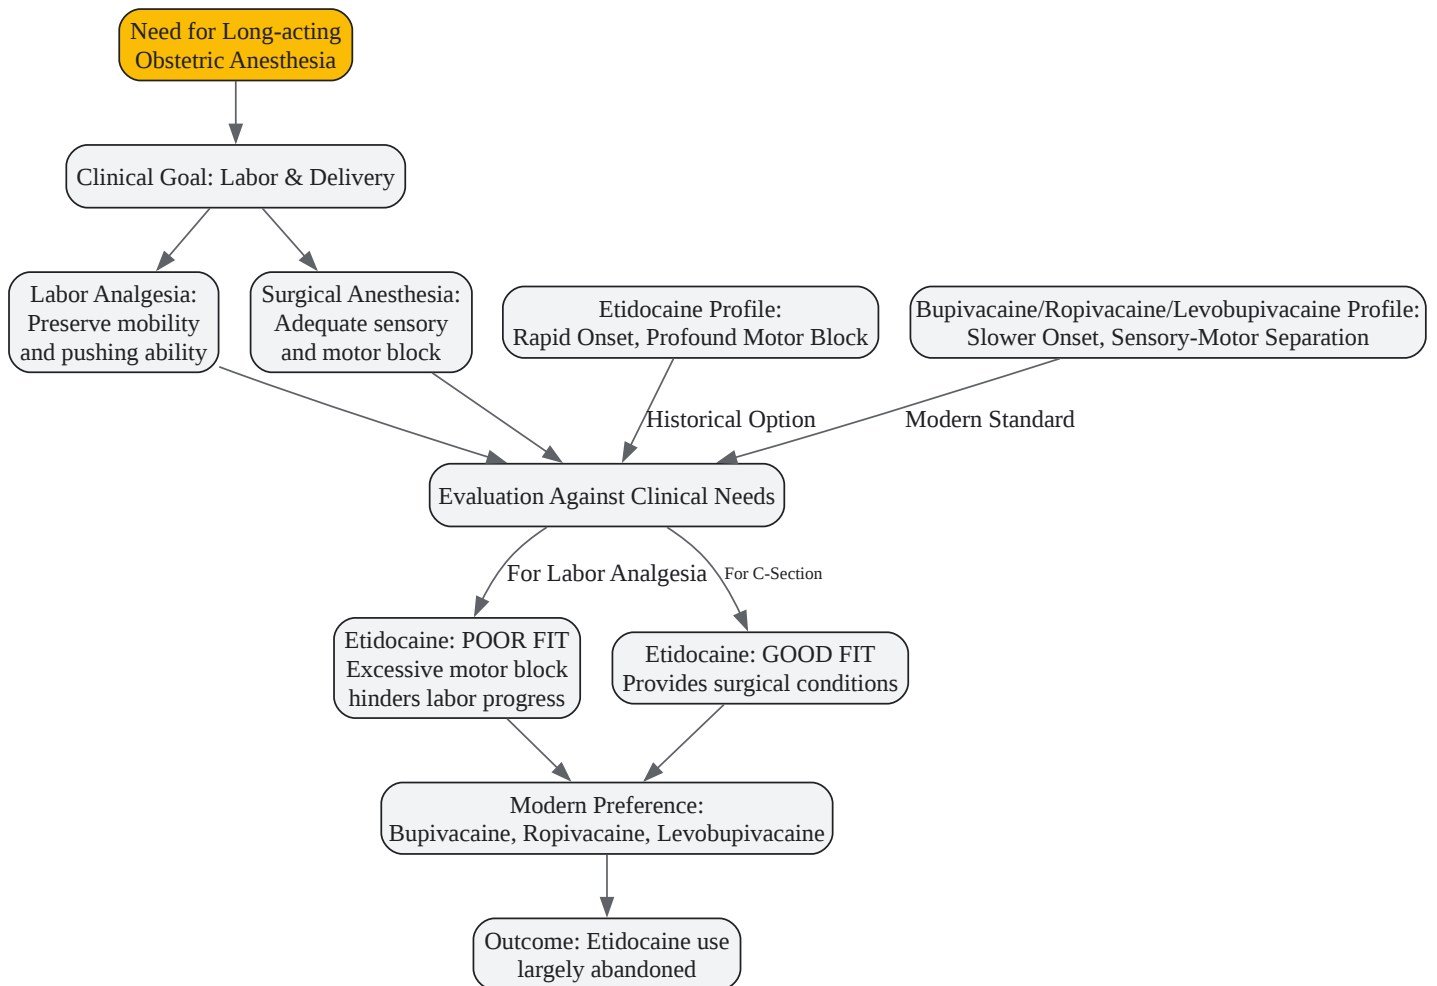 Need for Long-acting
Obstetric Anesthesia
Clinical Goal: Labor & Delivery
Labor Analgesia:
Preserve mobility
and pushing ability
Surgical Anesthesia:
Adequate sensory
and motor block
Etidocaine Profile:
Rapid Onset, Profound Motor Block
Bupivacaine/Ropivacaine/Levobupivacaine Profile:
Slower Onset, Sensory-Motor Separation
Historical Option
Modern Standard
Evaluation Against Clinical Needs
For Labor Analgesia
For C-Section
Etidocaine: POOR FIT
Excessive motor block
hinders labor progress
Etidocaine: GOOD FIT
Provides surgical conditions
Modern Preference:
Bupivacaine, Ropivacaine, Levobupivacaine
Outcome: Etidocaine use
largely abandoned